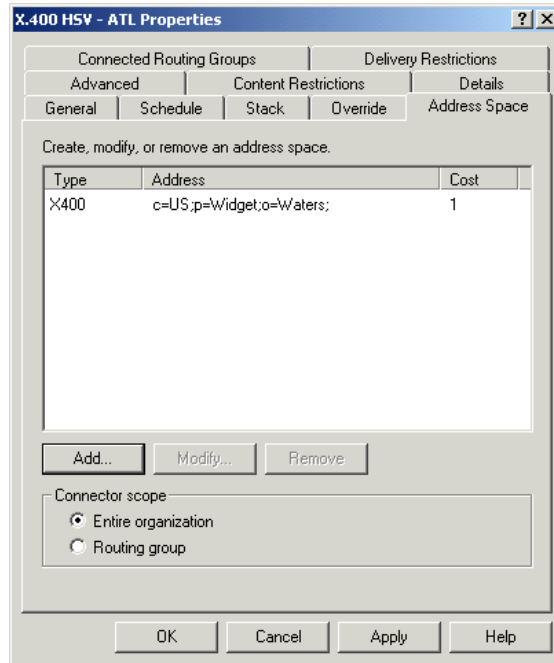 X.400 HSV - ATL Properties
Connected Routing Groups Delivery Restrictions
Advanced Content Restrictions Details
General Schedule Stack Override Address Space
Create, modify, or remove an address space.
Type Address Cost
X400 c=US;p=Widget;o=Waters; 1
Add... Modify... Remove
Connector scope
Entire organization
Routing group
OK Cancel Apply Help